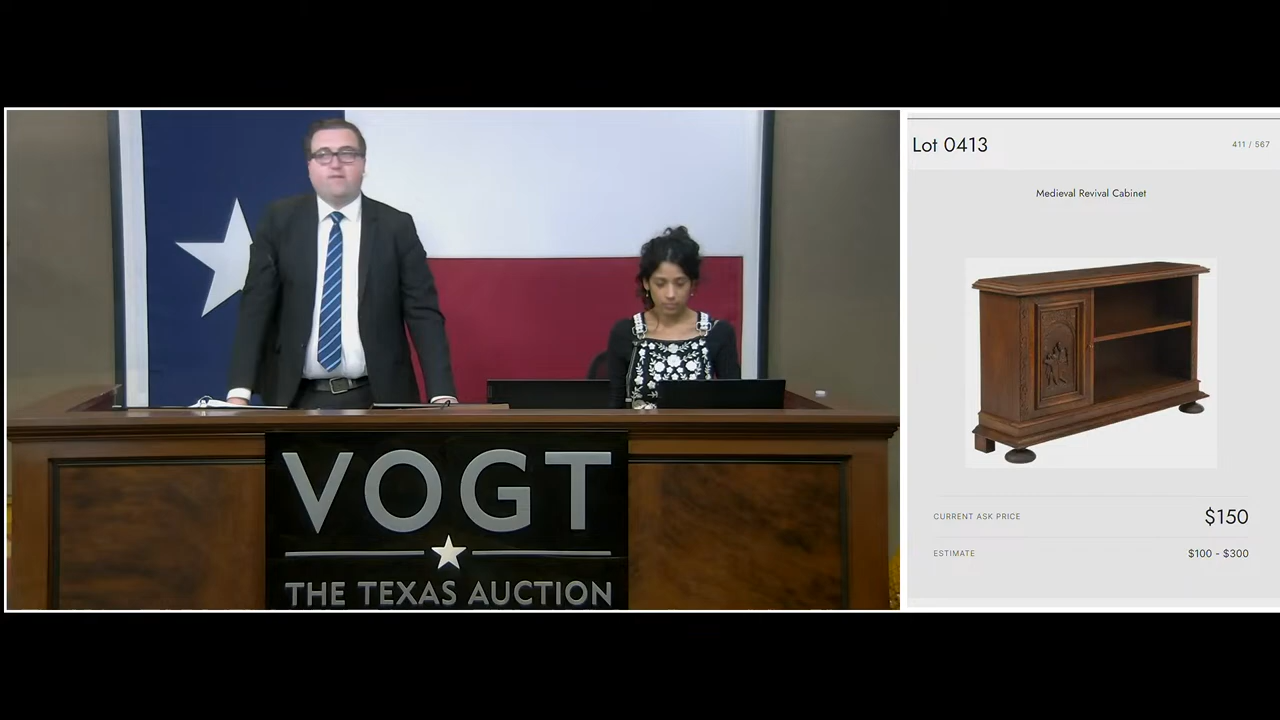 VOGT
THE TEXAS AUCTION
Lot 0413
411 / 567
Medieval Revival Cabinet
CURRENT ASK PRICE
$150
ESTIMATE
$100 - $300